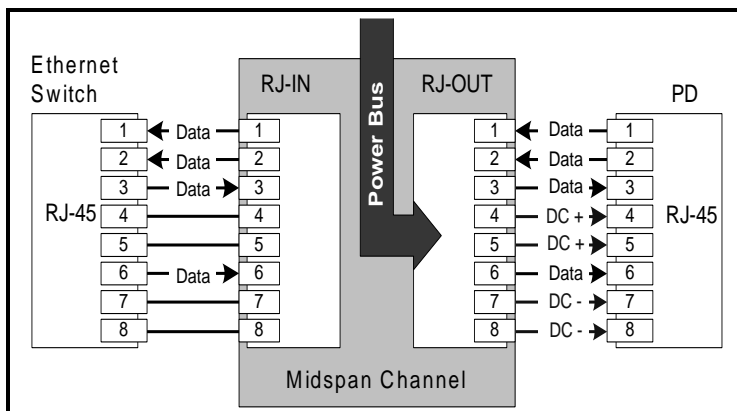 Ethernet
Switch
RJ-45
1
2
3
4
5
6
7
8
Data
Data
Data
Data
RJ-IN
1
2
3
4
5
6
7
8
Power Bus
RJ-OUT
1
2
3
4
5
6
7
8
Data
Data
Data
DC +
DC +
Data
DC -
DC -
PD
1
2
3
4
5
6
7
8
RJ-45
Midspan Channel